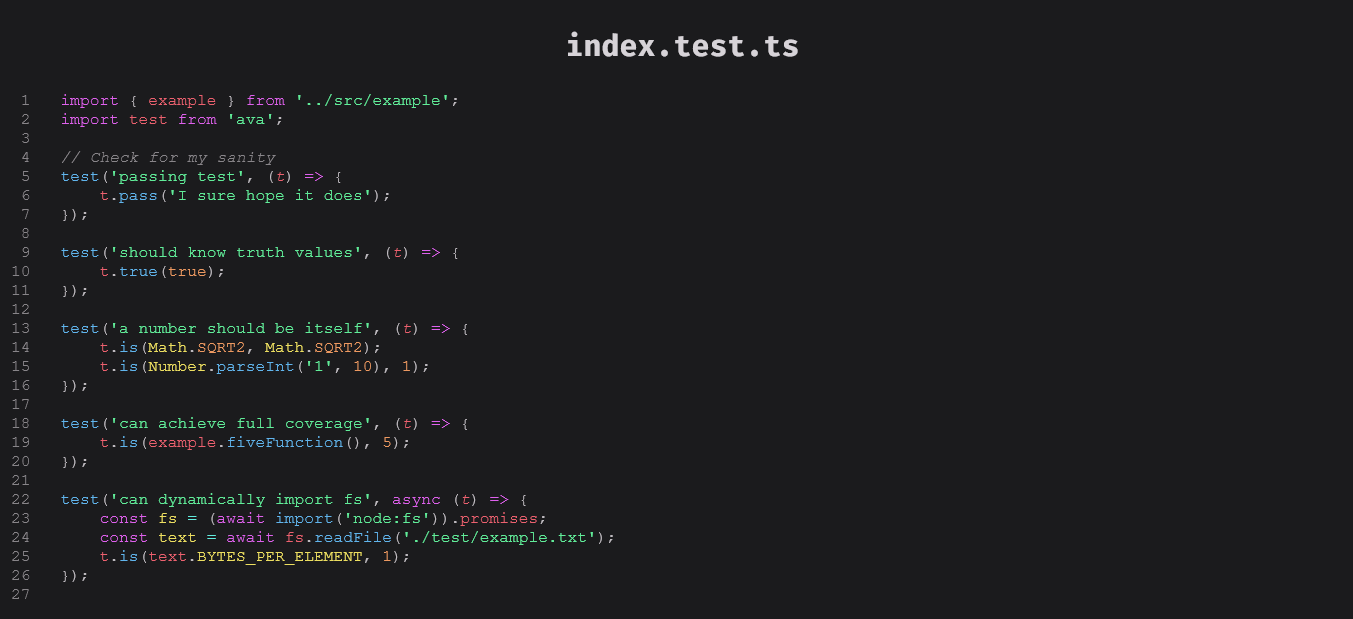 index.test.ts
1 import { example } from '../src/example';
2 import test from 'ava';
3
4 // Check for my sanity
5 test('passing test', (t) => {
6     t.pass('I sure hope it does');
7 });
8
9 test('should know truth values', (t) => {
10     t.true(true);
11 });
12
13 test('a number should be itself', (t) => {
14     t.is(Math.SQRT2, Math.SQRT2);
15     t.is(Number.parseInt('1', 10), 1);
16 });
17
18 test('can achieve full coverage', (t) => {
19     t.is(example.fiveFunction(), 5);
20 });
21
22 test('can dynamically import fs', async (t) => {
23     const fs = (await import('node:fs')).promises;
24     const text = await fs.readFile('./test/example.txt');
25     t.is(text.BYTES_PER_ELEMENT, 1);
26 });
27